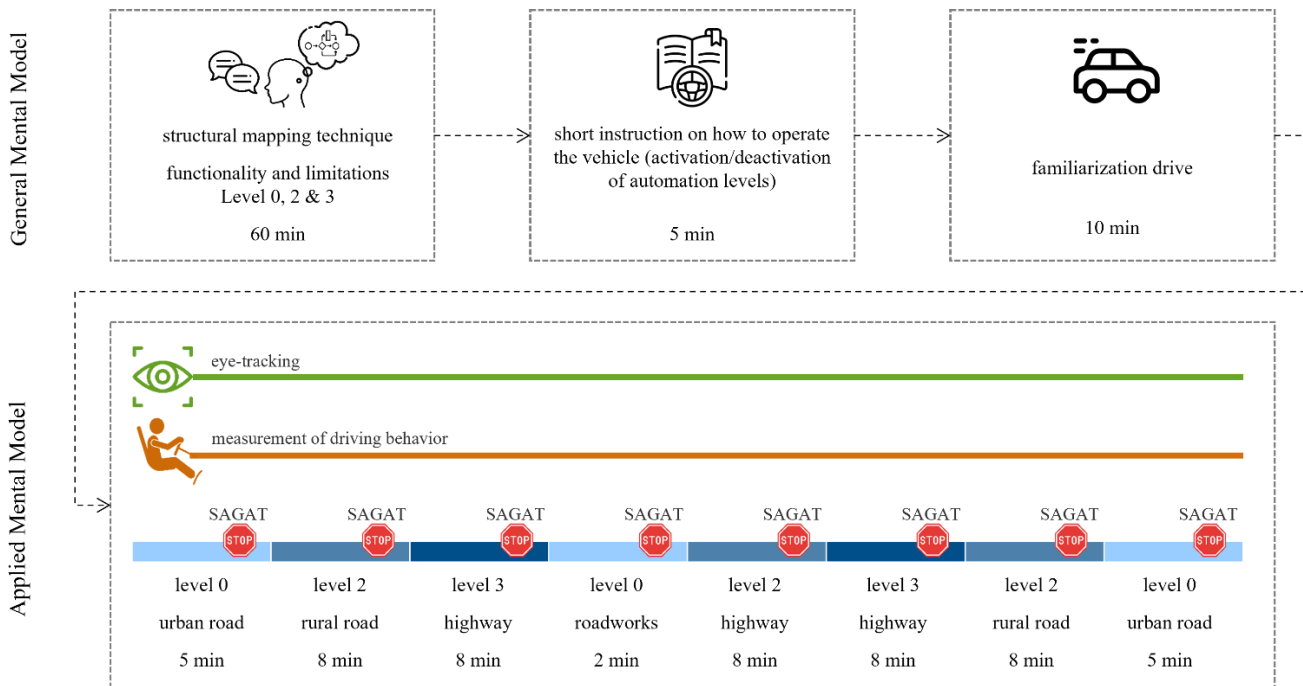 General Mental Model
structural mapping technique
functionality and limitations
Level 0, 2 & 3
60 min
short instruction on how to operate
the vehicle (activation/deactivation
of automation levels)
5 min
familiarization drive
10 min
Applied Mental Model
eye-tracking
measurement of driving behavior
SAGAT SAGAT SAGAT SAGAT SAGAT SAGAT SAGAT SAGAT
STOP STOP STOP STOP STOP STOP STOP STOP
level 0 level 2 level 3 level 0 level 2 level 3 level 2 level 0
urban road rural road highway roadworks highway highway rural road urban road
5 min 8 min 8 min 2 min 8 min 8 min 8 min 5 min